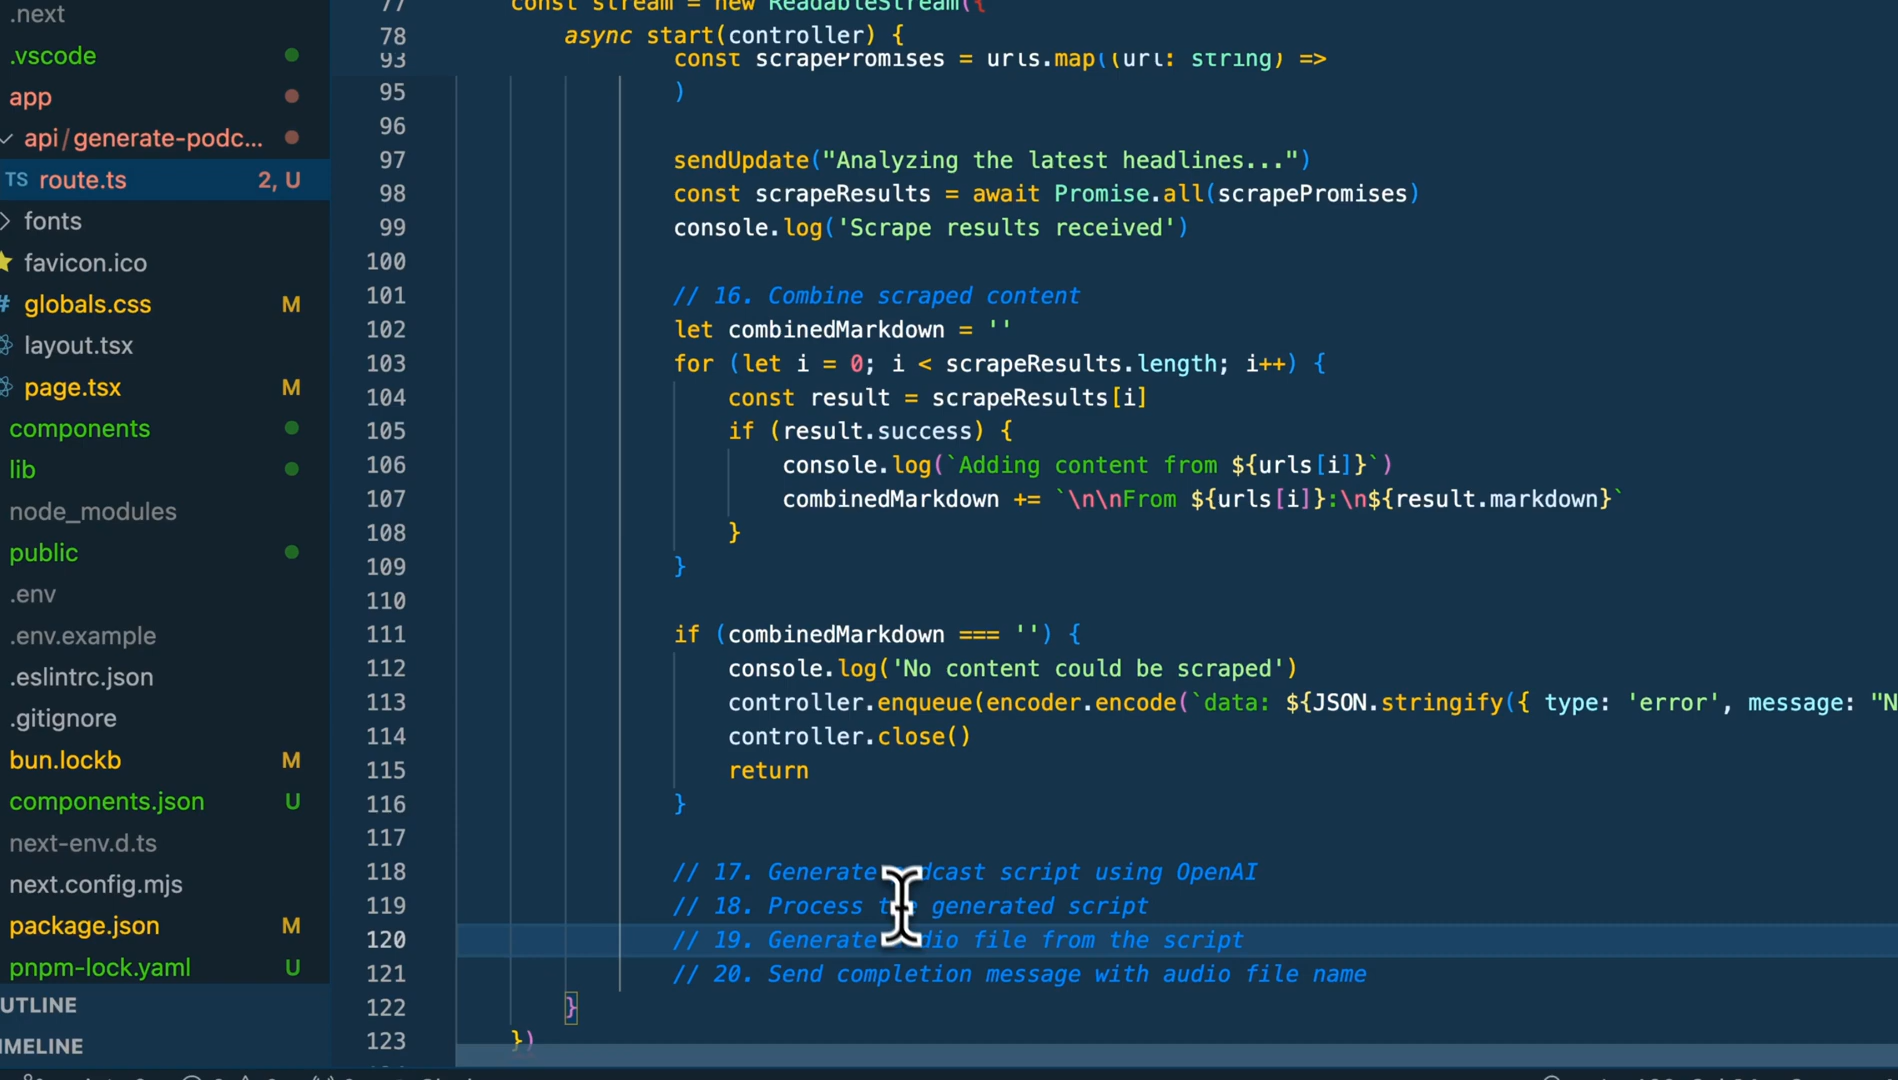 .next
.vscode
app
api/generate-podc...
TS route.ts 2, U
fonts
favicon.ico
# globals.css M
layout.tsx
page.tsx M
components
lib
node_modules
public
.env
.env.example
.eslintrc.json
.gitignore
bun.lockb M
components.json U
next-env.d.ts
next.config.mjs
package.json M
pnpm-lock.yaml U
UTLINE
IMELINE
77 const stream = new ReadableStream({
78 async start(controller) {
93 const scrapePromises = urls.map((url: string) =>
95 )
96
97 sendUpdate("Analyzing the latest headlines...")
98 const scrapeResults = await Promise.all(scrapePromises)
99 console.log('Scrape results received')
100
101 // 16. Combine scraped content
102 let combinedMarkdown = ''
103 for (let i = 0; i < scrapeResults.length; i++) {
104 const result = scrapeResults[i]
105 if (result.success) {
106 console.log(`Adding content from ${urls[i]}`)
107 combinedMarkdown += `\n\nFrom ${urls[i]}:\n${result.markdown}`
108 }
109 }
110
111 if (combinedMarkdown === '') {
112 console.log('No content could be scraped')
113 controller.enqueue(encoder.encode(`data: ${JSON.stringify({ type: 'error', message: "N
114 controller.close()
115 return
116 }
117
118 // 17. Generate podcast script using OpenAI
119 // 18. Process the generated script
120 // 19. Generate audio file from the script
121 // 20. Send completion message with audio file name
122 }
123 })